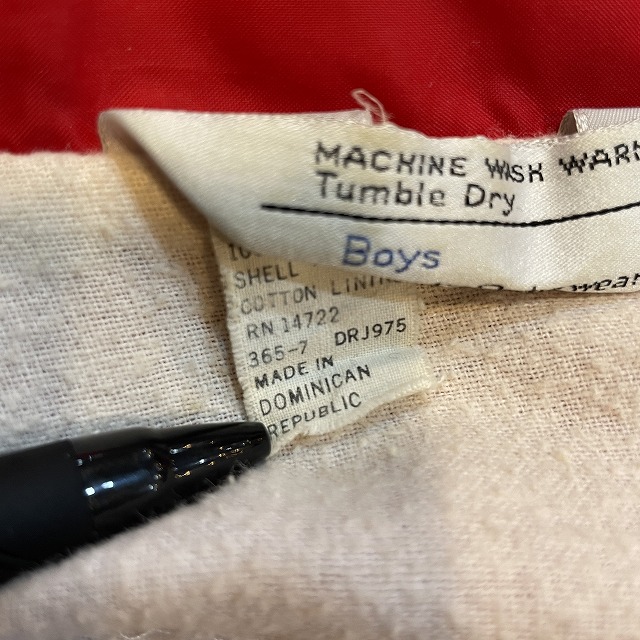 MACHINE WASH WARM
Tumble Dry
Boys
SHELL
COTTON LINING
RN 14722
365-7 DRJ975
MADE IN
DOMINICAN
REPUBLIC